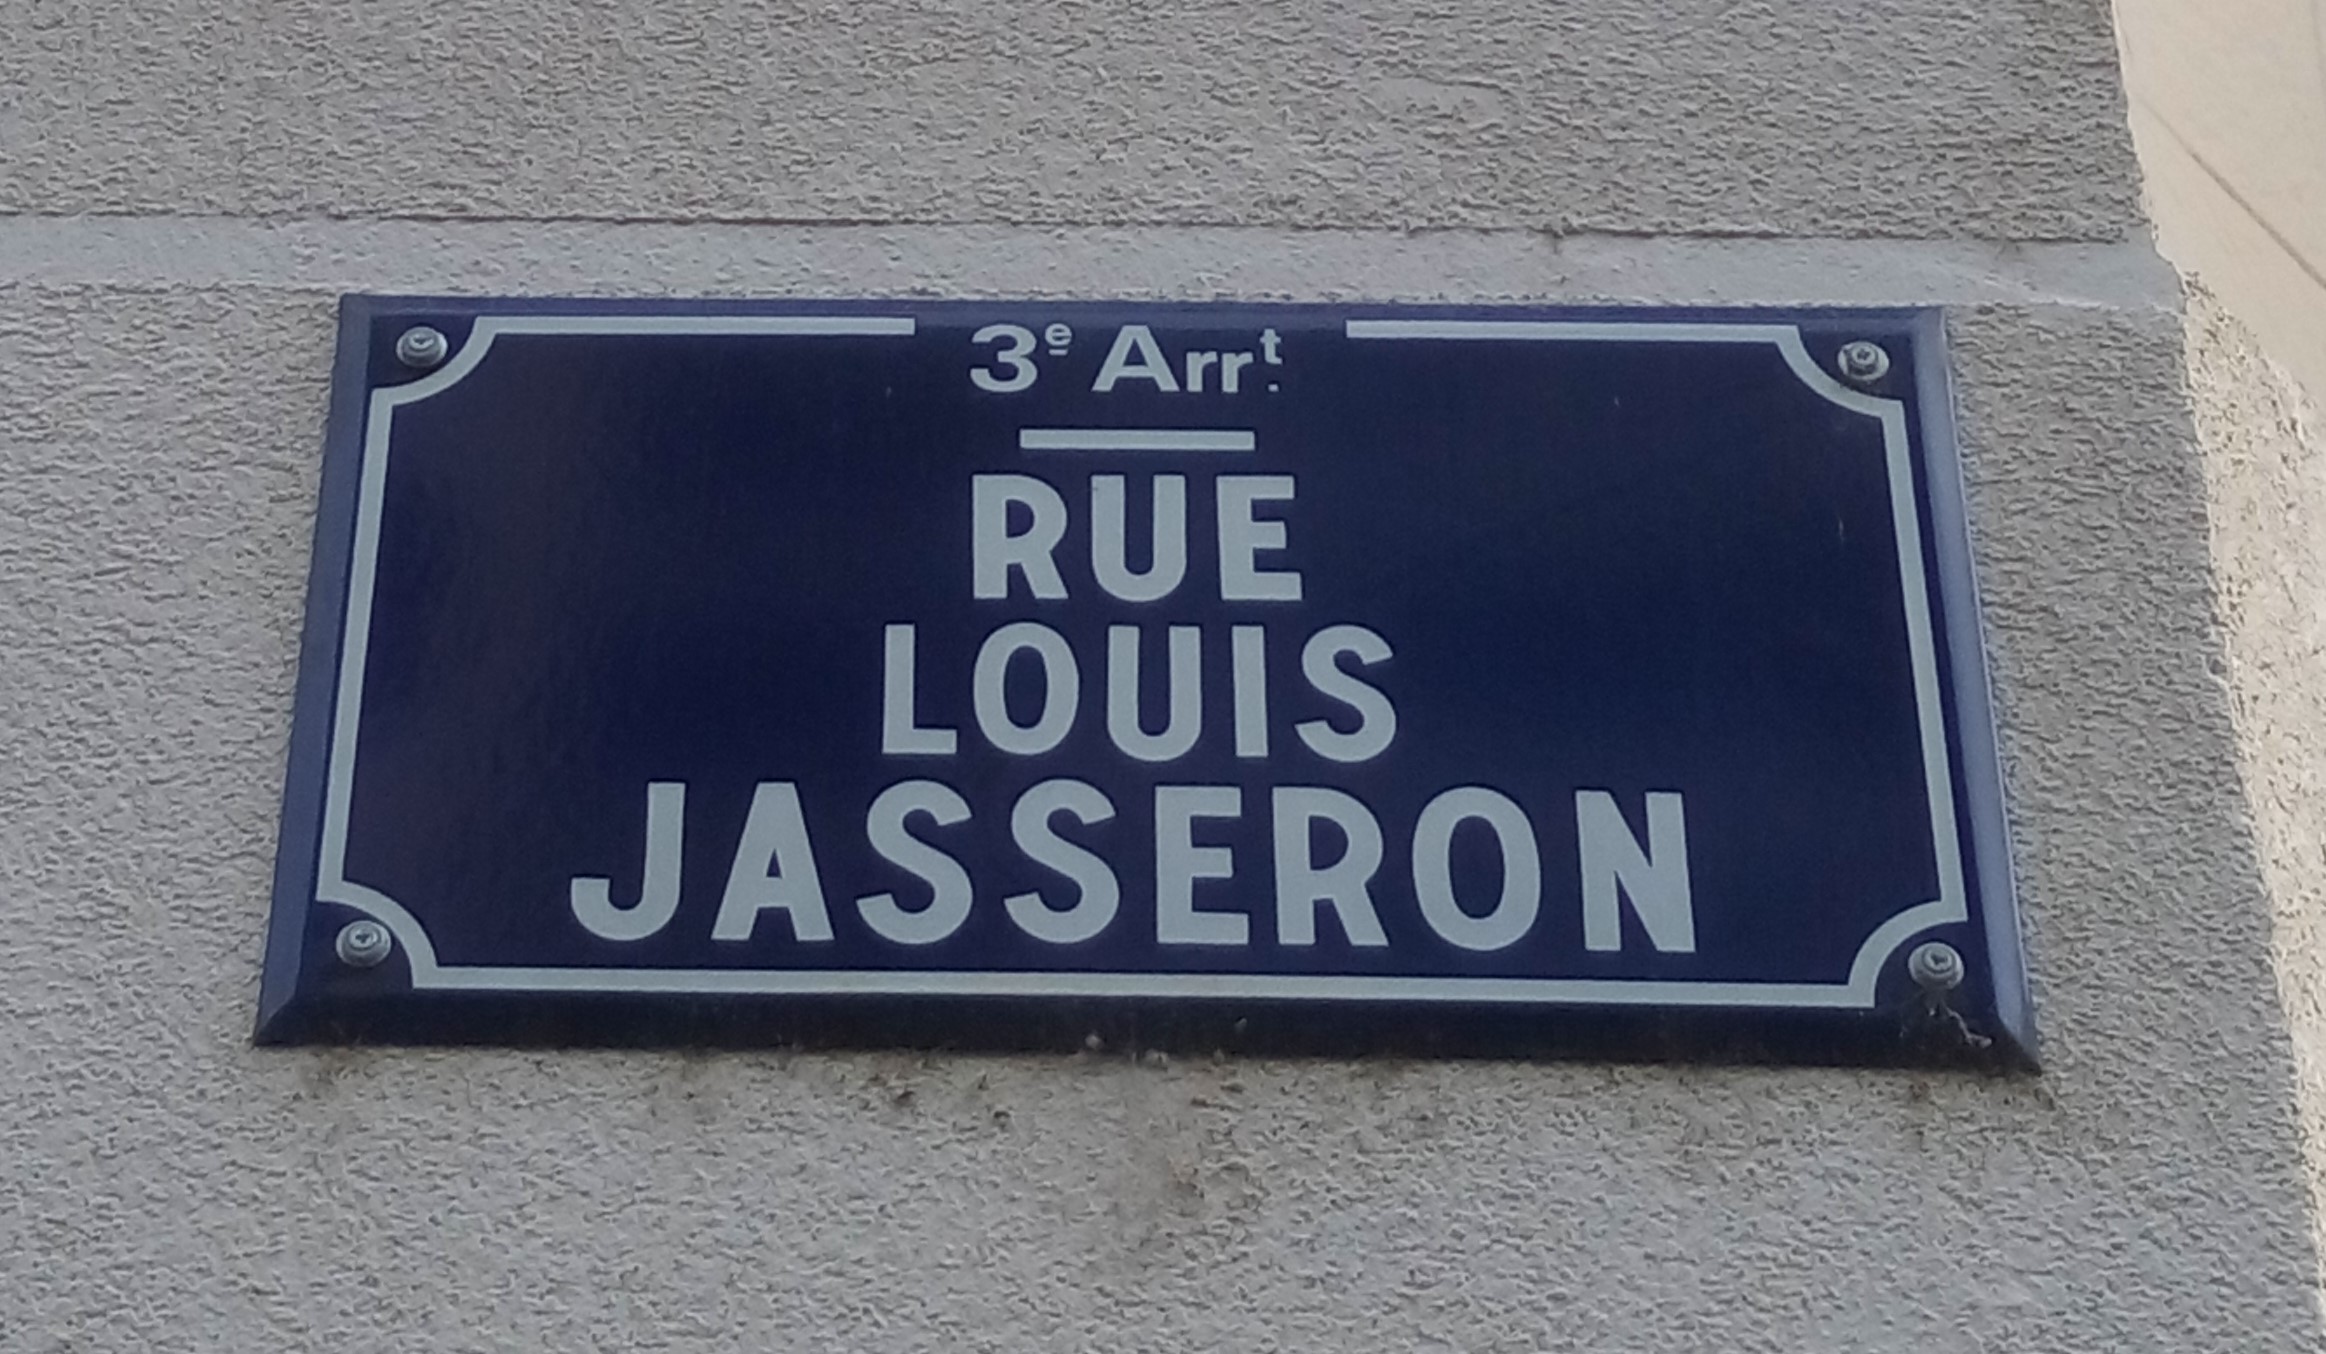 3e Arrt.
RUE
LOUIS
JASSERON